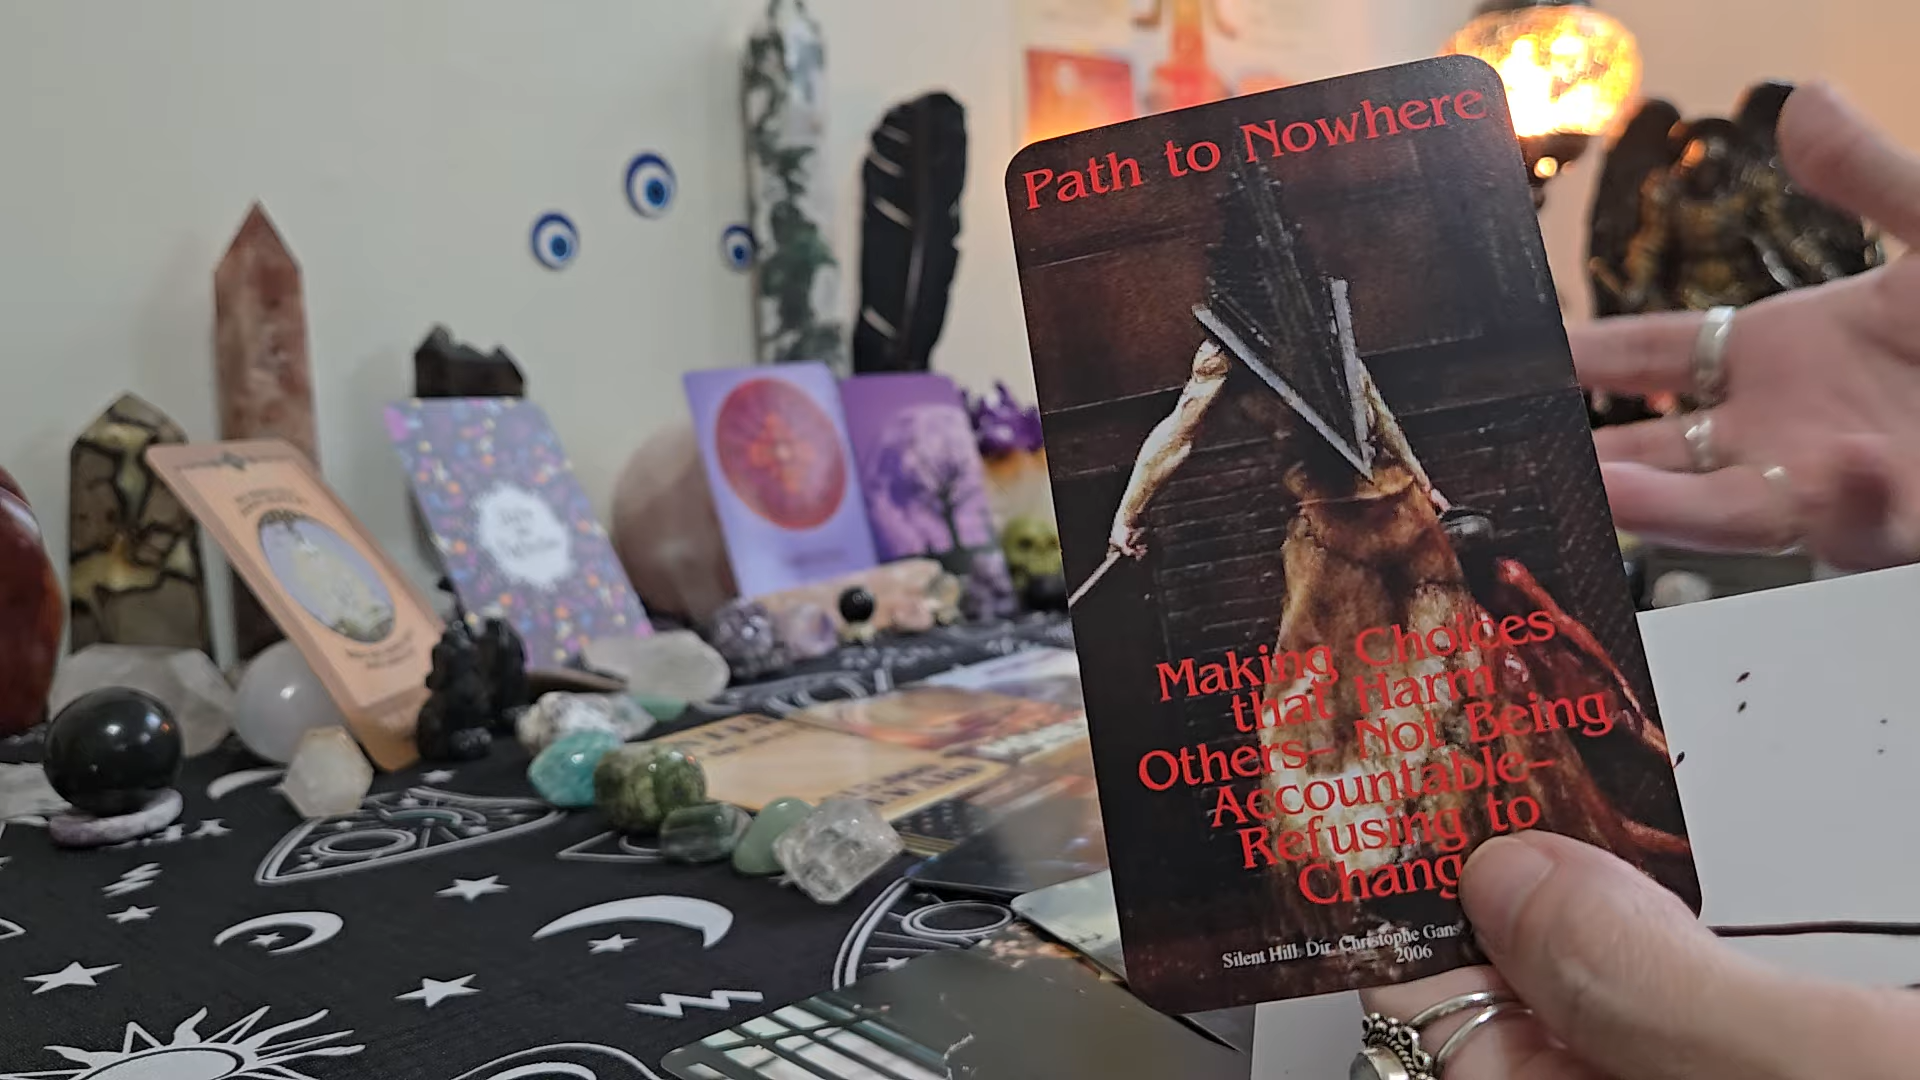 Path to Nowhere
Making Choices
that Harm
Others— Not Being
Accountable—
Refusing to
Chang
Silent Hill: Dir. Christophe Gans
2006